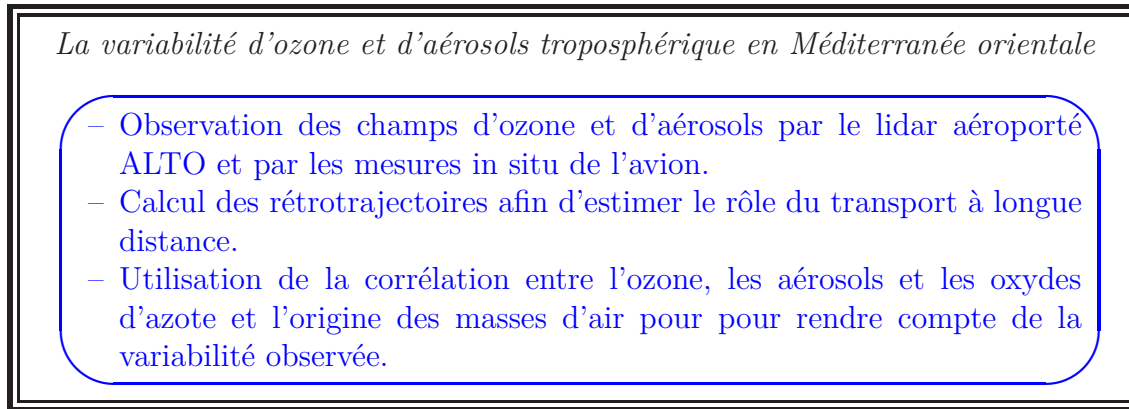 La variabilité d'ozone et d'aérosols troposphérique en Méditerranée orientale
– Observation des champs d'ozone et d'aérosols par le lidar aéroporté
ALTO et par les mesures in situ de l'avion.
– Calcul des rétrotrajectoires afin d'estimer le rôle du transport à longue
distance.
– Utilisation de la corrélation entre l'ozone, les aérosols et les oxydes
d'azote et l'origine des masses d'air pour pour rendre compte de la
variabilité observée.